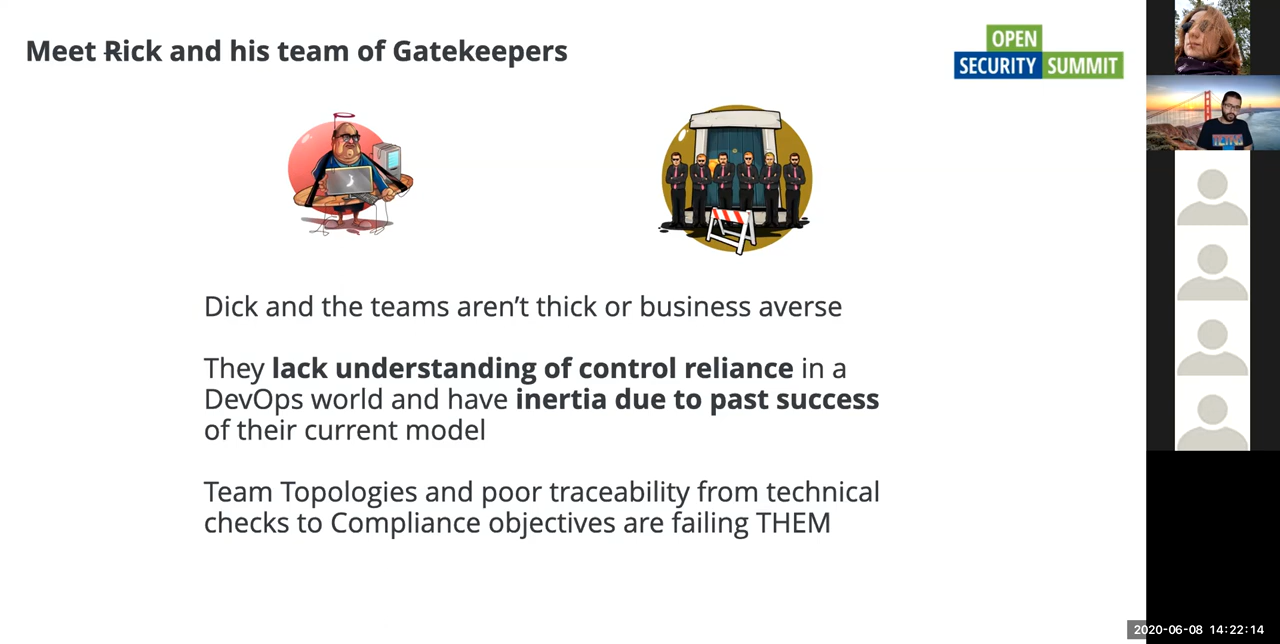 Meet Rick and his team of Gatekeepers
OPEN
SECURITY SUMMIT
Dick and the teams aren’t thick or business averse
They lack understanding of control reliance in a
DevOps world and have inertia due to past success
of their current model
Team Topologies and poor traceability from technical
checks to Compliance objectives are failing THEM
TETRIS
2020-06-08 14:22:14